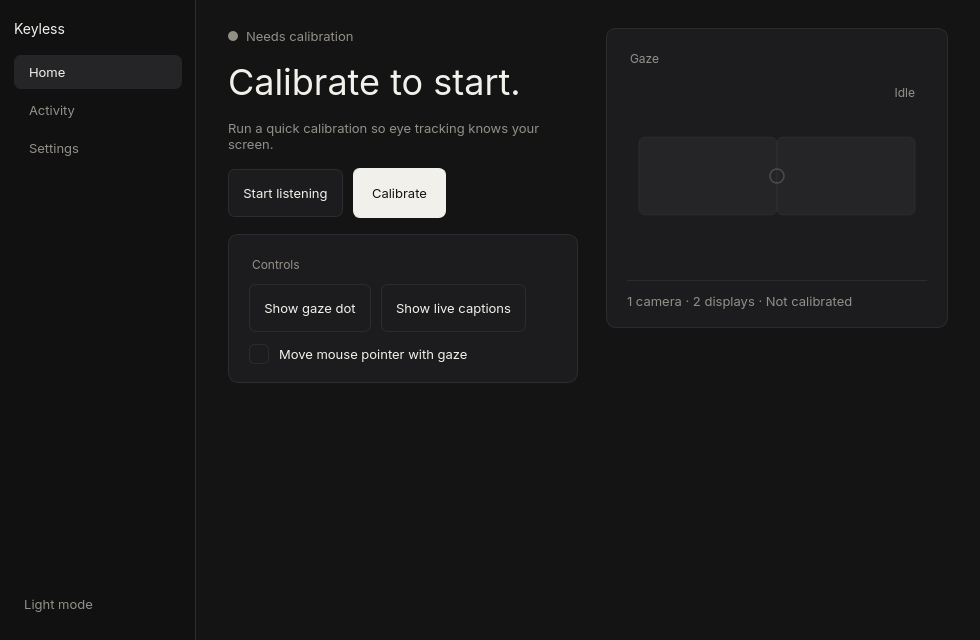 Keyless
Home
Activity
Settings
Light mode
Needs calibration
Calibrate to start.
Run a quick calibration so eye tracking knows your
screen.
Start listening
Calibrate
Controls
Show gaze dot
Show live captions
Move mouse pointer with gaze
Gaze
Idle
1 camera · 2 displays · Not calibrated